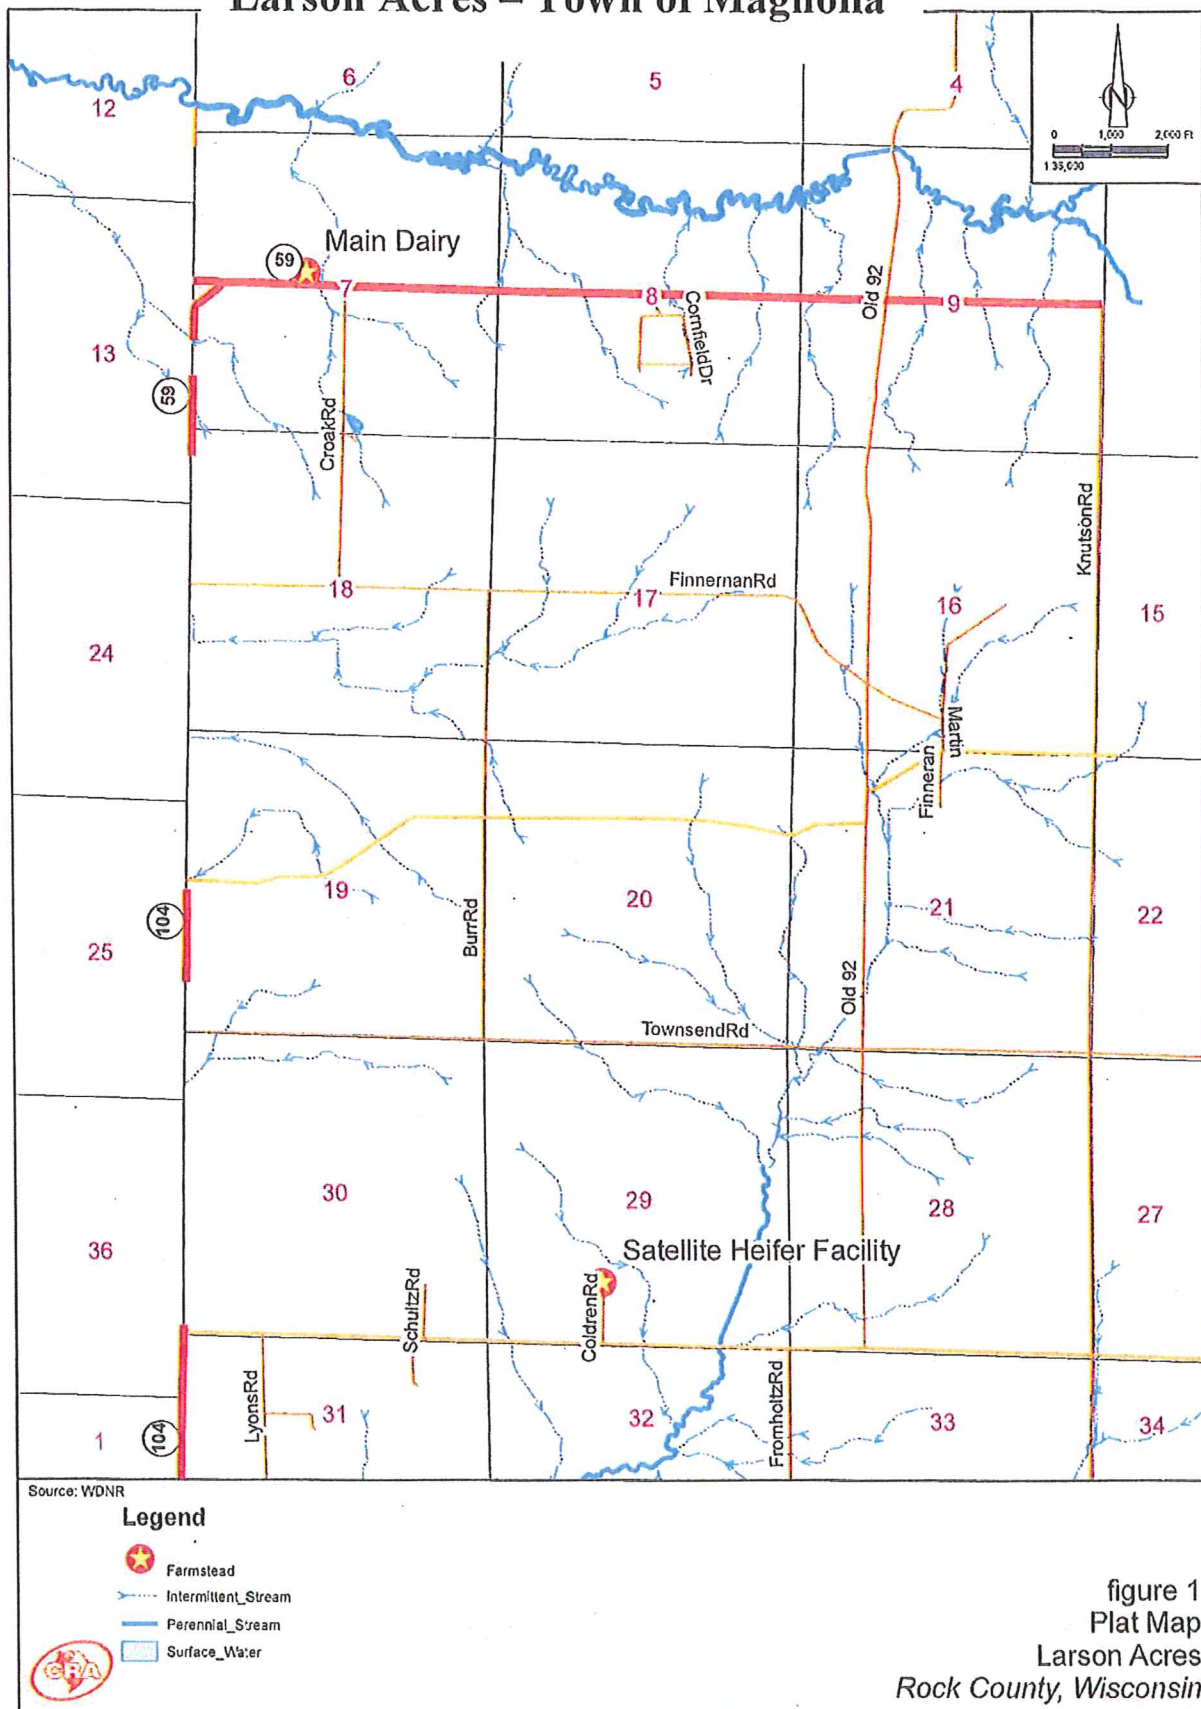 Larson Acres – Town of Magnolia
6
5
4
12
N
0 1,000 2,000 Ft
1:36,000
59
Main Dairy
7
8
Old 92
9
CornfieldDr
13
59
CroakRd
KnutsonRd
18
17
FinnernanRd
16
15
24
Martin
Finneran
19
20
21
22
104
BurrRd
25
Old 92
TownsendRd
30
29
28
27
36
Satellite Heifer Facility
SchultzRd
ColdrenRd
LyonsRd
FromholtzRd
1
104
31
32
33
34
Source: WDNR
Legend
Farmstead
Intermittent_Stream
Perennial_Stream
Surface_Water
CRA
figure 1
Plat Map
Larson Acres
Rock County, Wisconsin